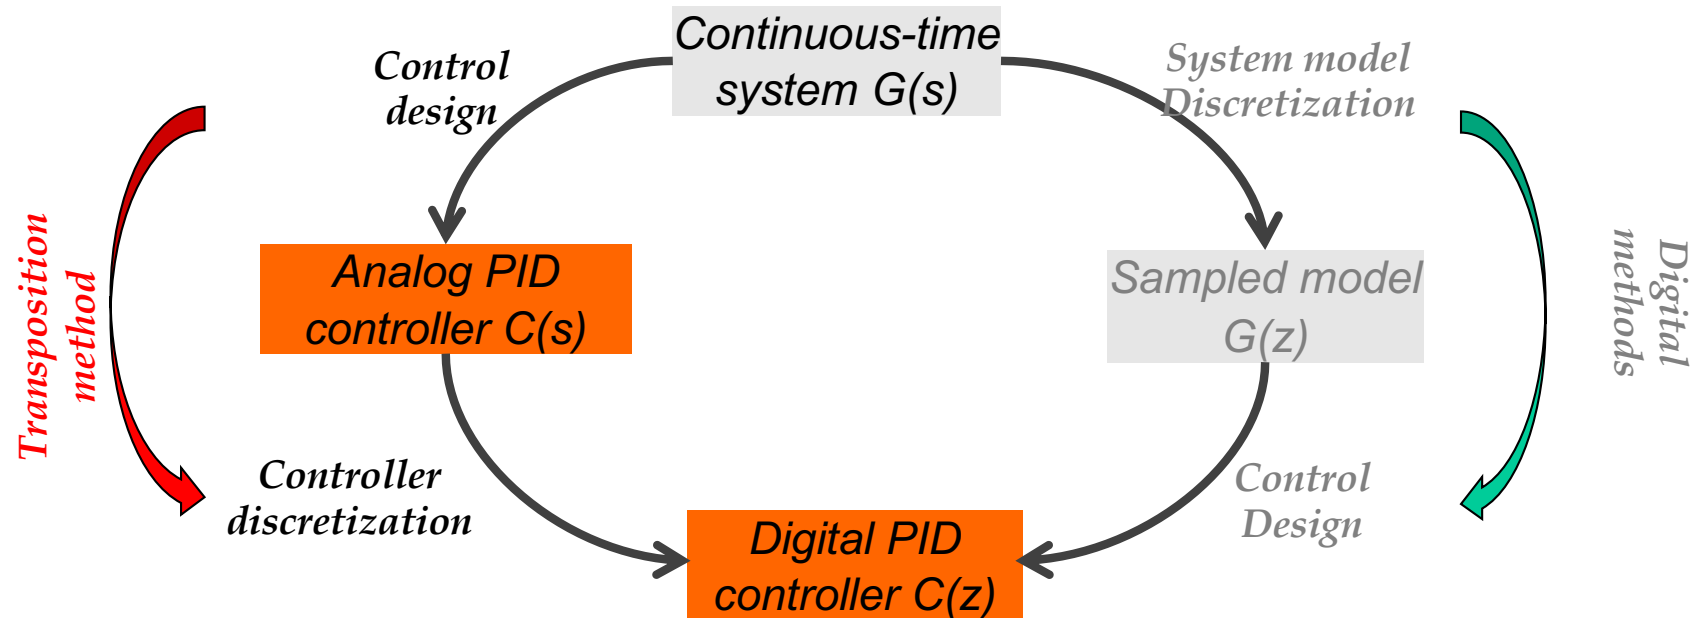 Continuous-time
system G(s)
Control
design
System model
Discretization
Transposition
method
Analog PID
controller C(s)
Sampled model
G(z)
Digital
methods
Controller
discretization
Control
Design
Digital PID
controller C(z)